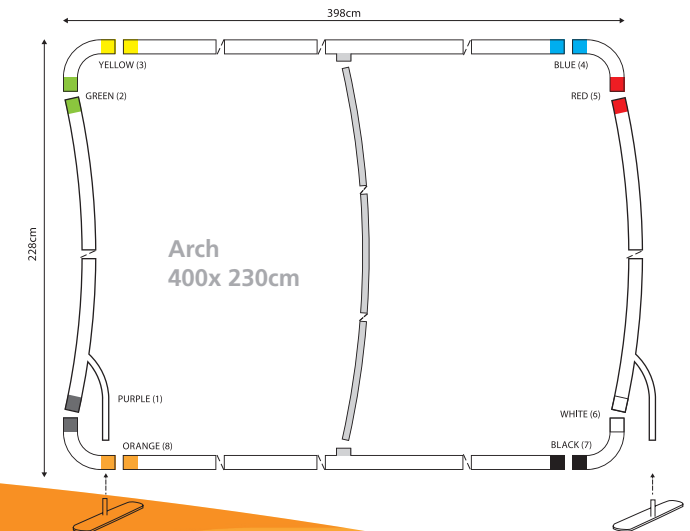 398cm
YELLOW (3)
BLUE (4)
GREEN (2)
RED (5)
228cm
Arch
400x 230cm
PURPLE (1)
WHITE (6)
ORANGE (8)
BLACK (7)